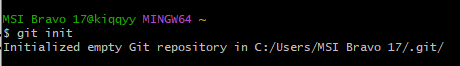 MSI Bravo 17@kiqqyy MINGW64 ~
$ git init
Initialized empty Git repository in C:/Users/MSI Bravo 17/.git/